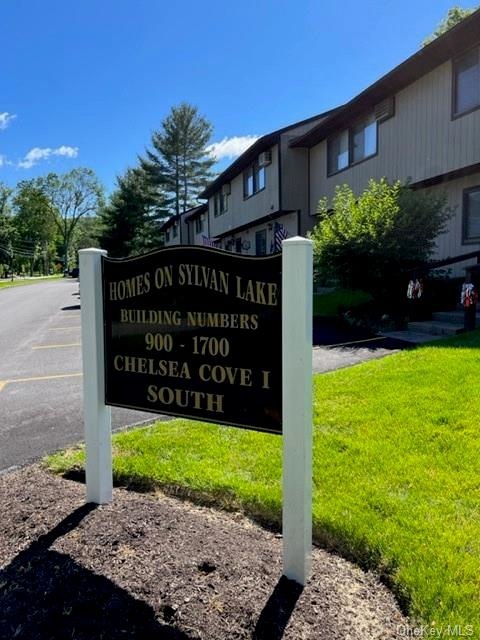 HOMES ON SYLVAN LAKE
BUILDING NUMBERS
900 - 1700
CHELSEA COVE I
SOUTH
OneKey MLS